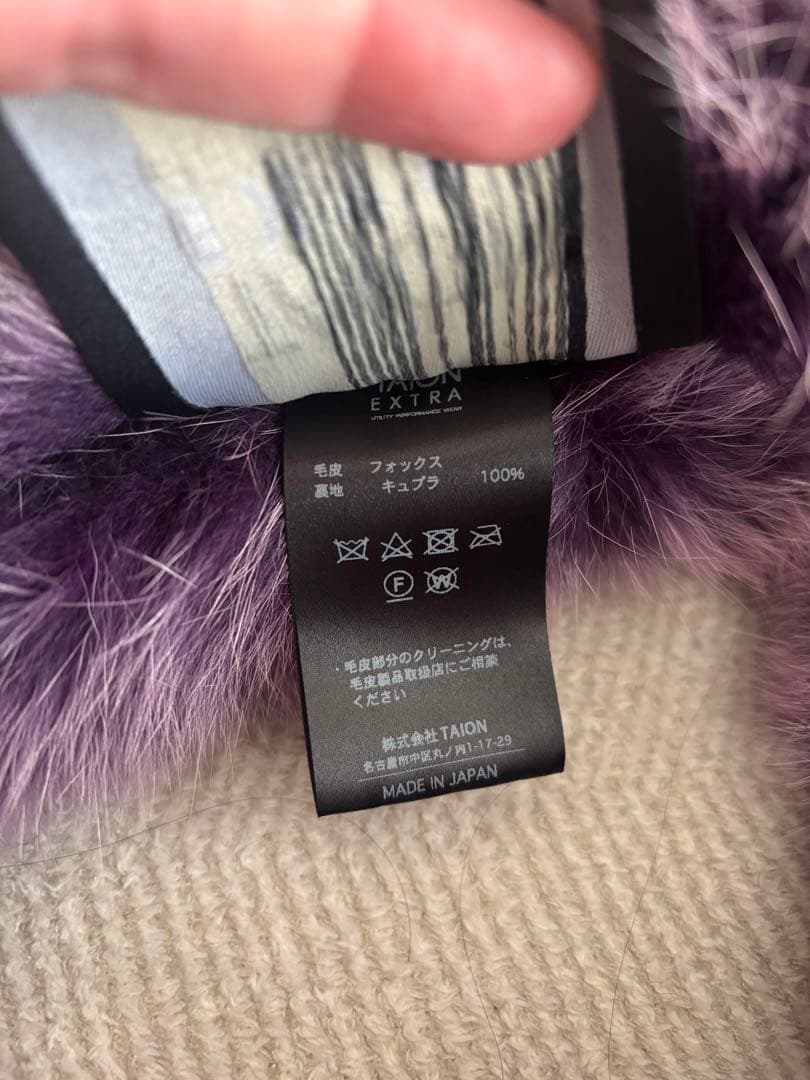 TAION
EXTRA
UTILITY PERFORMANCE WEAR
毛皮 フォックス
裏地 キュプラ 100%
F W
・毛皮部分のクリーニングは、
毛皮製品取扱店にご相談
ください
株式会社TAION
名古屋市中区丸ノ内1-17-29
MADE IN JAPAN